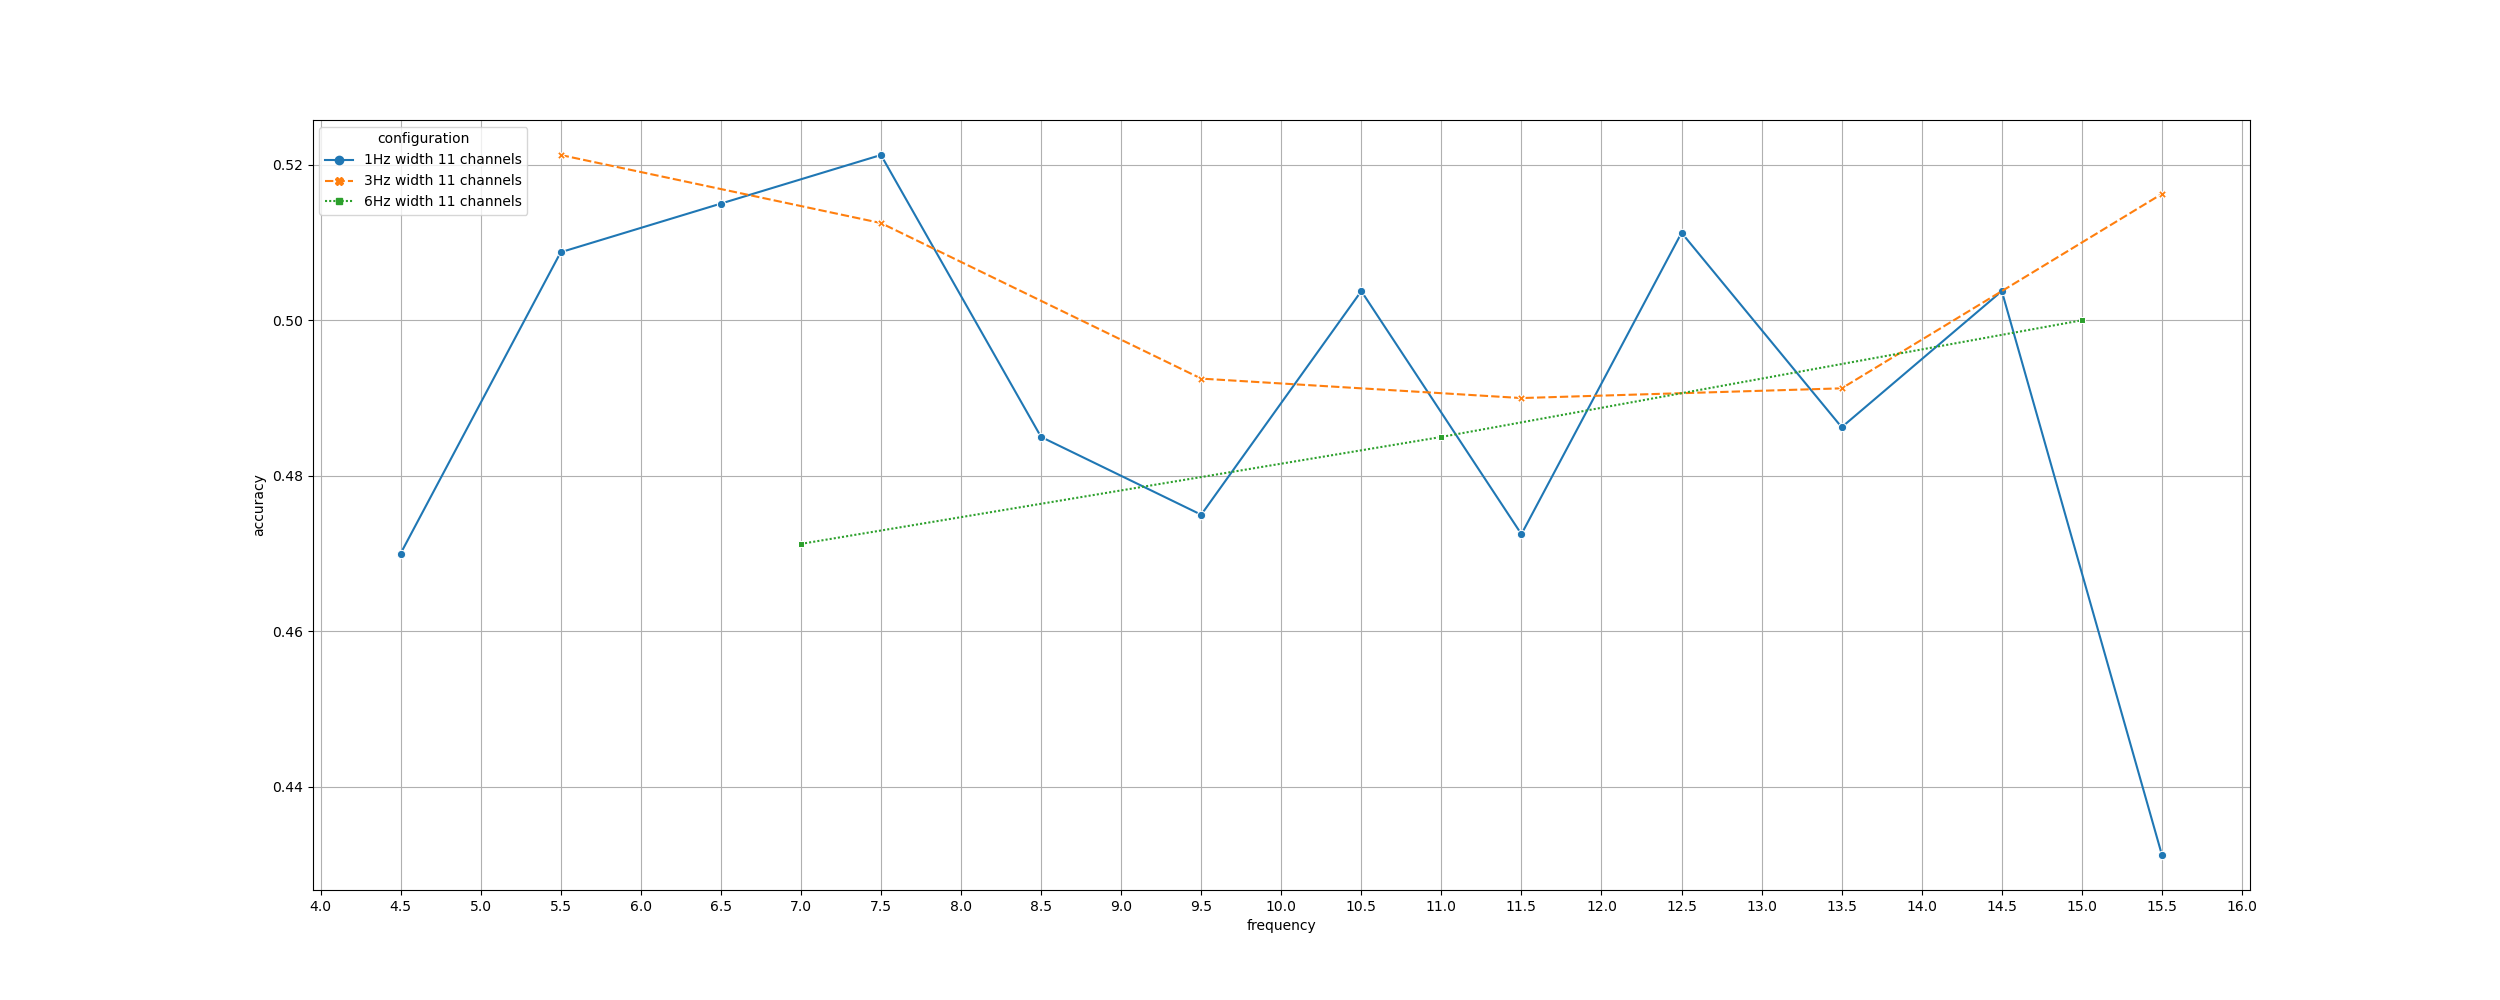 configuration
1Hz width 11 channels
3Hz width 11 channels
6Hz width 11 channels
0.52
0.50
0.48
0.46
0.44
accuracy
4.0 4.5 5.0 5.5 6.0 6.5 7.0 7.5 8.0 8.5 9.0 9.5 10.0 10.5 11.0 11.5 12.0 12.5 13.0 13.5 14.0 14.5 15.0 15.5 16.0
frequency